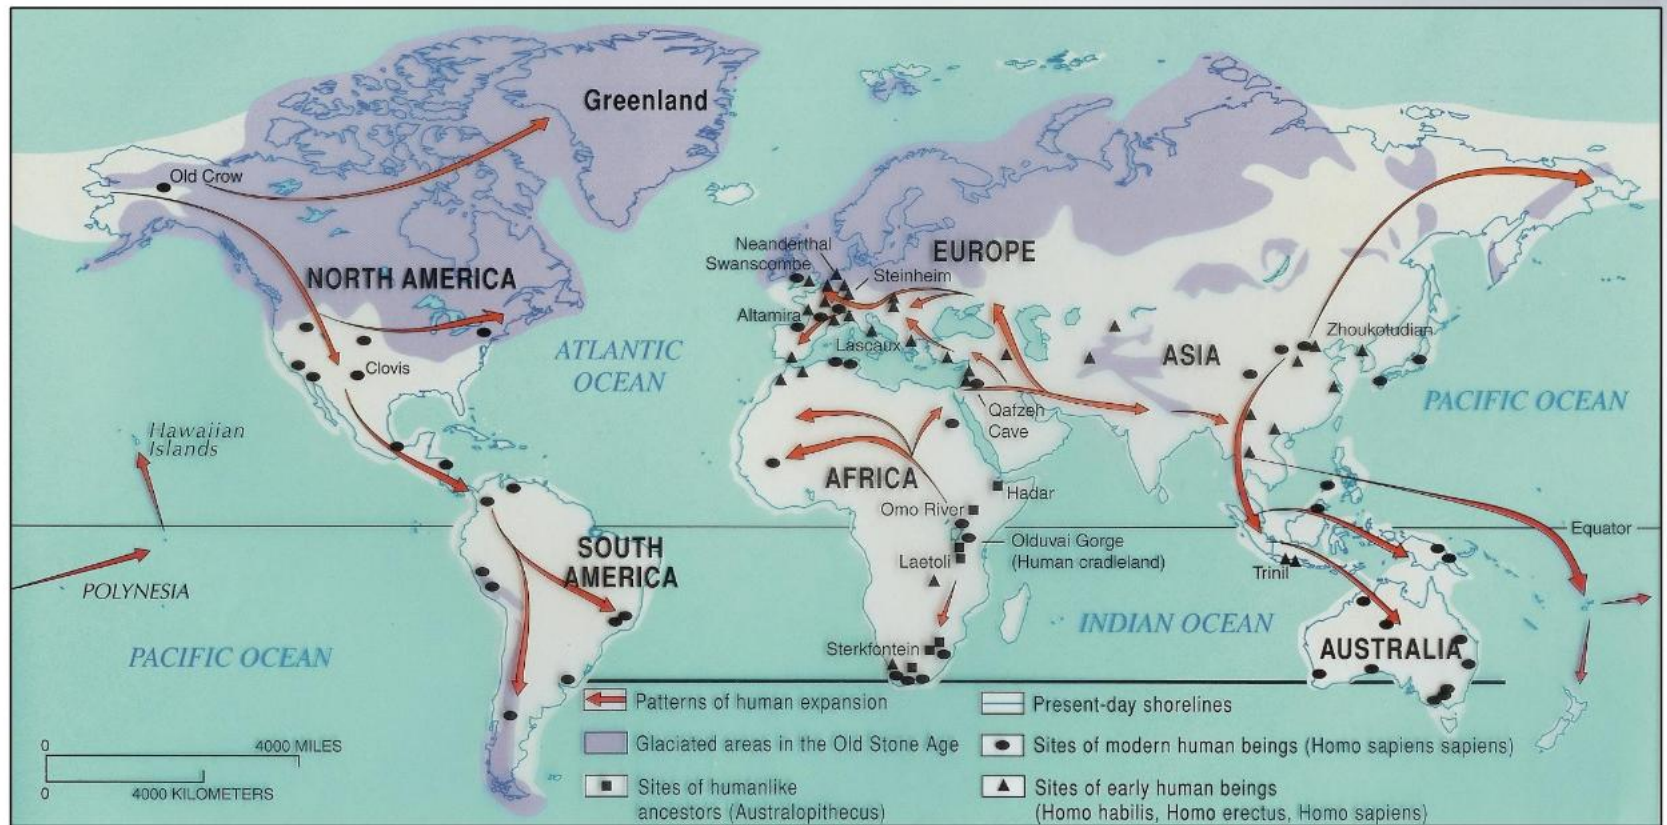 Greenland
Old Crow
NORTH AMERICA
Clovis
ATLANTIC
OCEAN
Neanderthal
Swanscombe
Steinheim
EUROPE
Altamira
Lascaux
ASIA
Zhoukoludian
PACIFIC OCEAN
Qafzeh
Cave
Hawaiian
Islands
AFRICA
Hadar
Omo River
Olduvai Gorge
(Human cradleland)
Laetoli
Equator
Trinil
POLYNESIA
SOUTH
AMERICA
INDIAN OCEAN
PACIFIC OCEAN
Sterkfontein
AUSTRALIA
Patterns of human expansion
Glaciated areas in the Old Stone Age
Sites of humanlike
ancestors (Australopithecus)
Present-day shorelines
Sites of modern human beings (Homo sapiens sapiens)
Sites of early human beings
(Homo habilis, Homo erectus, Homo sapiens)
0 4000 MILES
0 4000 KILOMETERS